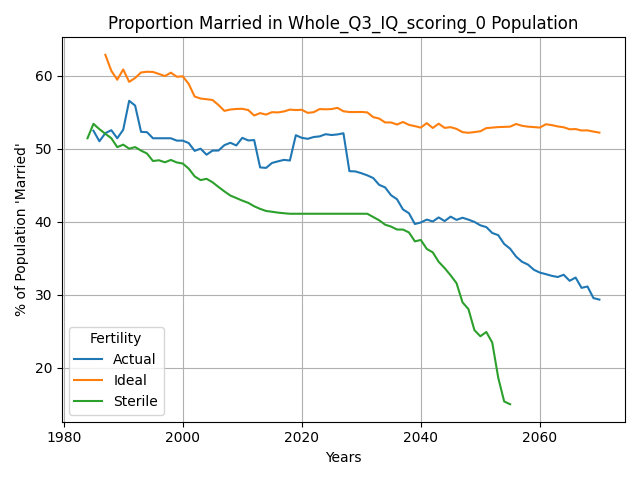 Proportion Married in Whole_Q3_IQ_scoring_0 Population
% of Population 'Married'
60
50
40
30
20
Fertility
Actual
Ideal
Sterile
1980
2000
2020
2040
2060
Years